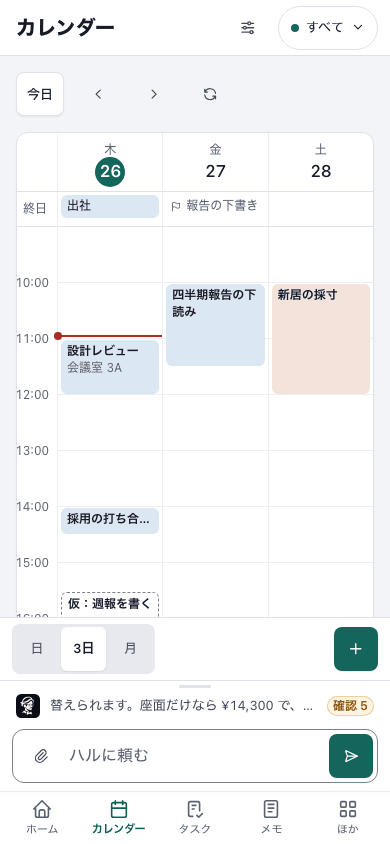 カレンダー
すべて
今日
木 金 土
26 27 28
終日 出社 報告の下書き
10:00
四半期報告の下
読み
新居の採寸
11:00
設計レビュー
会議室 3A
12:00
13:00
14:00
採用の打ち合…
15:00
仮：週報を書く
日 3日 月
替えられます。座面だけなら ¥14,300 で、…
確認 5
ハルに頼む
ホーム カレンダー タスク メモ ほか